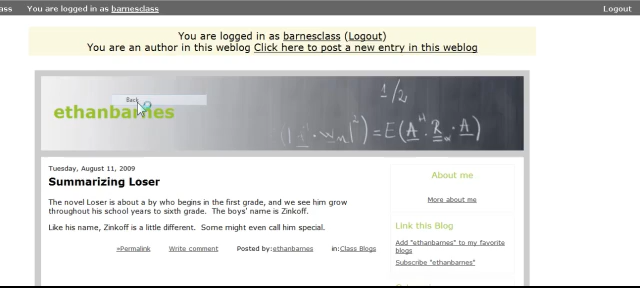 ass You are logged in as barnesclass Logout
You are logged in as barnesclass (Logout)
You are an author in this weblog Click here to post a new entry in this weblog
Back
ethanbarnes
1/2
)=E(A^H·R_α·A)
Tuesday, August 11, 2009
Summarizing Loser
About me
More about me
The novel Loser is about a by who begins in the first grade, and we see him grow
throughout his school years to sixth grade. The boys' name is Zinkoff.
Like his name, Zinkoff is a little different. Some might even call him special.
»Permalink Write comment Posted by:ethanbarnes in:Class Blogs
Link this Blog
Add "ethanbarnes" to my favorite
blogs
Subscribe "ethanbarnes"